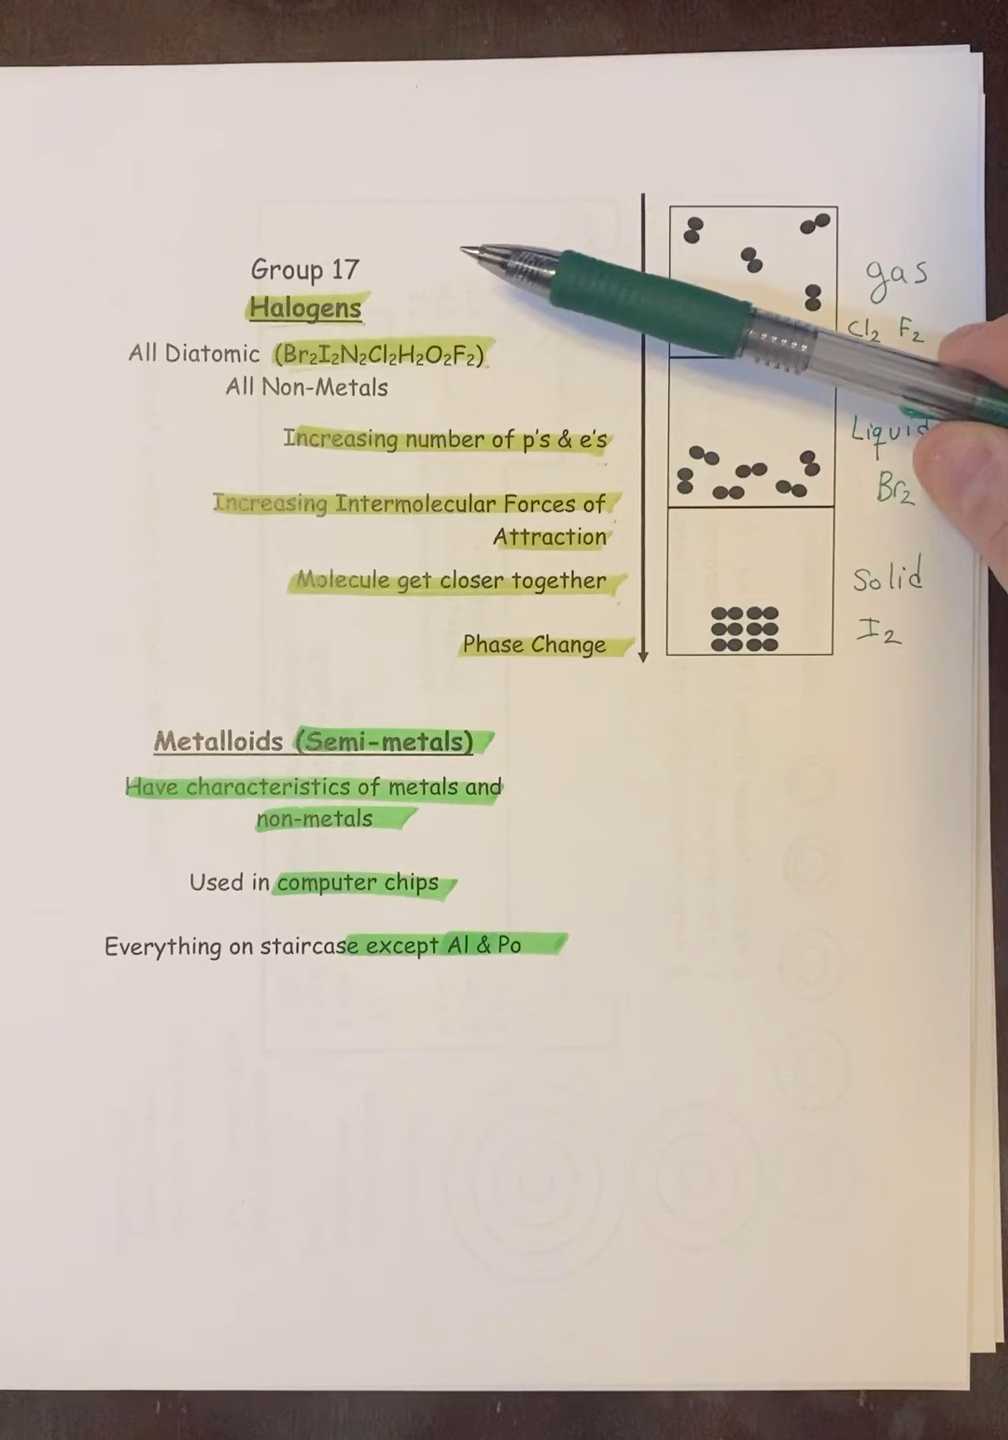 Group 17
Halogens
All Diatomic (Br₂I₂N₂Cl₂H₂O₂F₂)
All Non-Metals
Increasing number of p's & e's
Increasing Intermolecular Forces of
Attraction
Molecule get closer together
Phase Change
gas
Cl₂ F₂
Liquid
Br₂
Solid
I₂
Metalloids (Semi-metals)
Have characteristics of metals and
non-metals
Used in computer chips
Everything on staircase except Al & Po